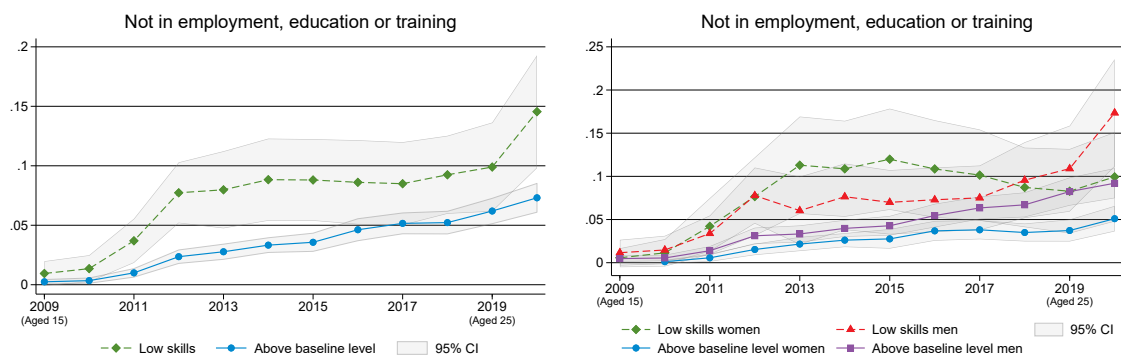 Not in employment, education or training
.2
.15
.1
.05
0
2009
2011
2013
2015
2017
2019
(Aged 15)
(Aged 25)
Low skills
Above baseline level
95% CI
Not in employment, education or training
.25
.2
.15
.1
.05
0
2009
2011
2013
2015
2017
2019
(Aged 15)
(Aged 25)
Low skills women
Low skills men
95% CI
Above baseline level women
Above baseline level men